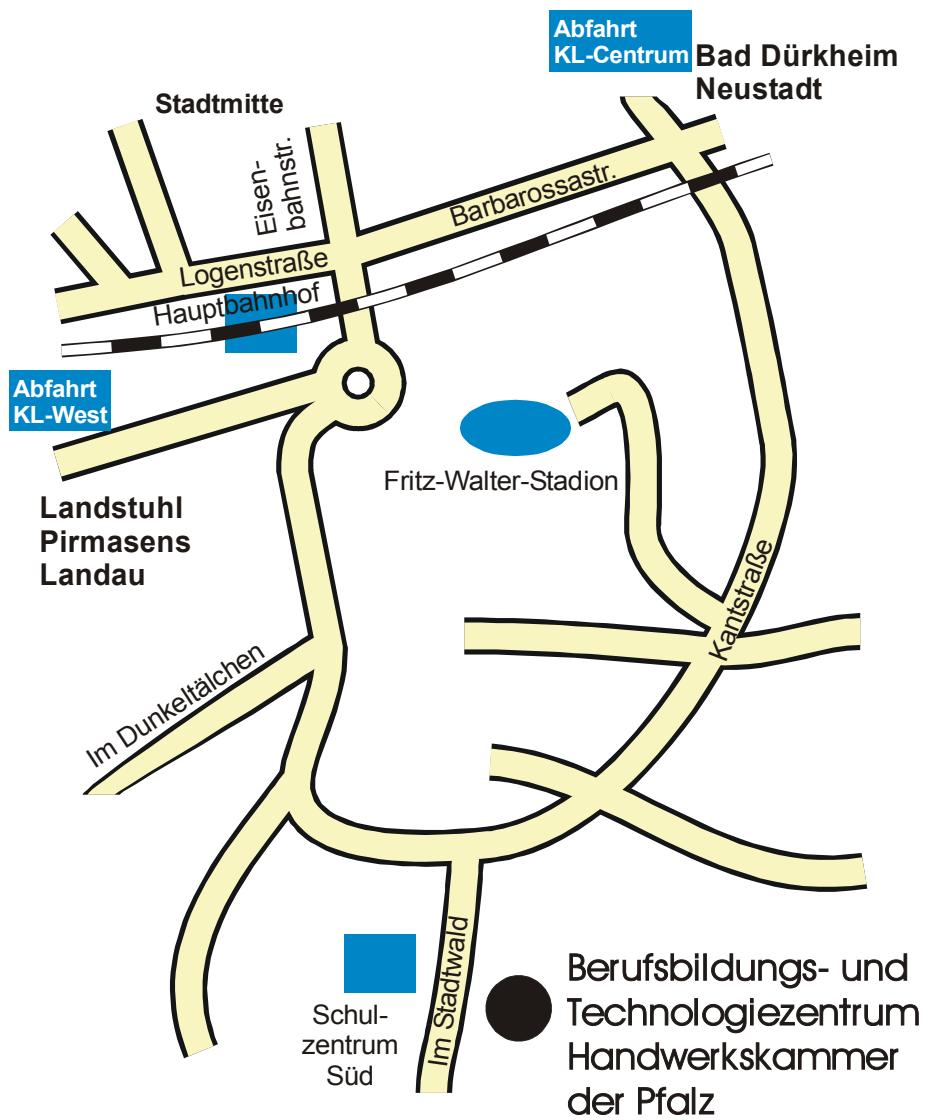 Abfahrt
KL-Centrum
Bad Dürkheim
Neustadt
Stadtmitte
Eisen-
bahnstr.
Barbarossastr.
Logenstraße
Hauptbahnhof
Abfahrt
KL-West
Fritz-Walter-Stadion
Landstuhl
Pirmasens
Landau
Kantstraße
Im Dunkeltälchen
Im Stadtwald
Schul-
zentrum
Süd
Berufsbildungs- und
Technologiezentrum
Handwerkskammer
der Pfalz